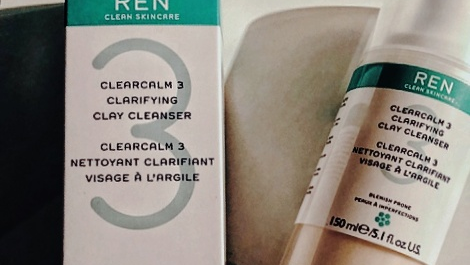 REN
CLEAN SKINCARE
3
CLEARCALM 3
CLARIFYING
CLAY CLEANSER
CLEARCALM 3
NETTOYANT CLARIFIANT
VISAGE À L'ARGILE
REN
CLEAN SKINCARE
3
CLEARCALM 3
CLARIFYING
CLAY CLEANSER
CLEARCALM 3
NETTOYANT CLARIFIANT
VISAGE À L'ARGILE
BLEMISH PRONE
PEAUX À IMPERFECTIONS
150 ml e/5.1 fl. oz. US.